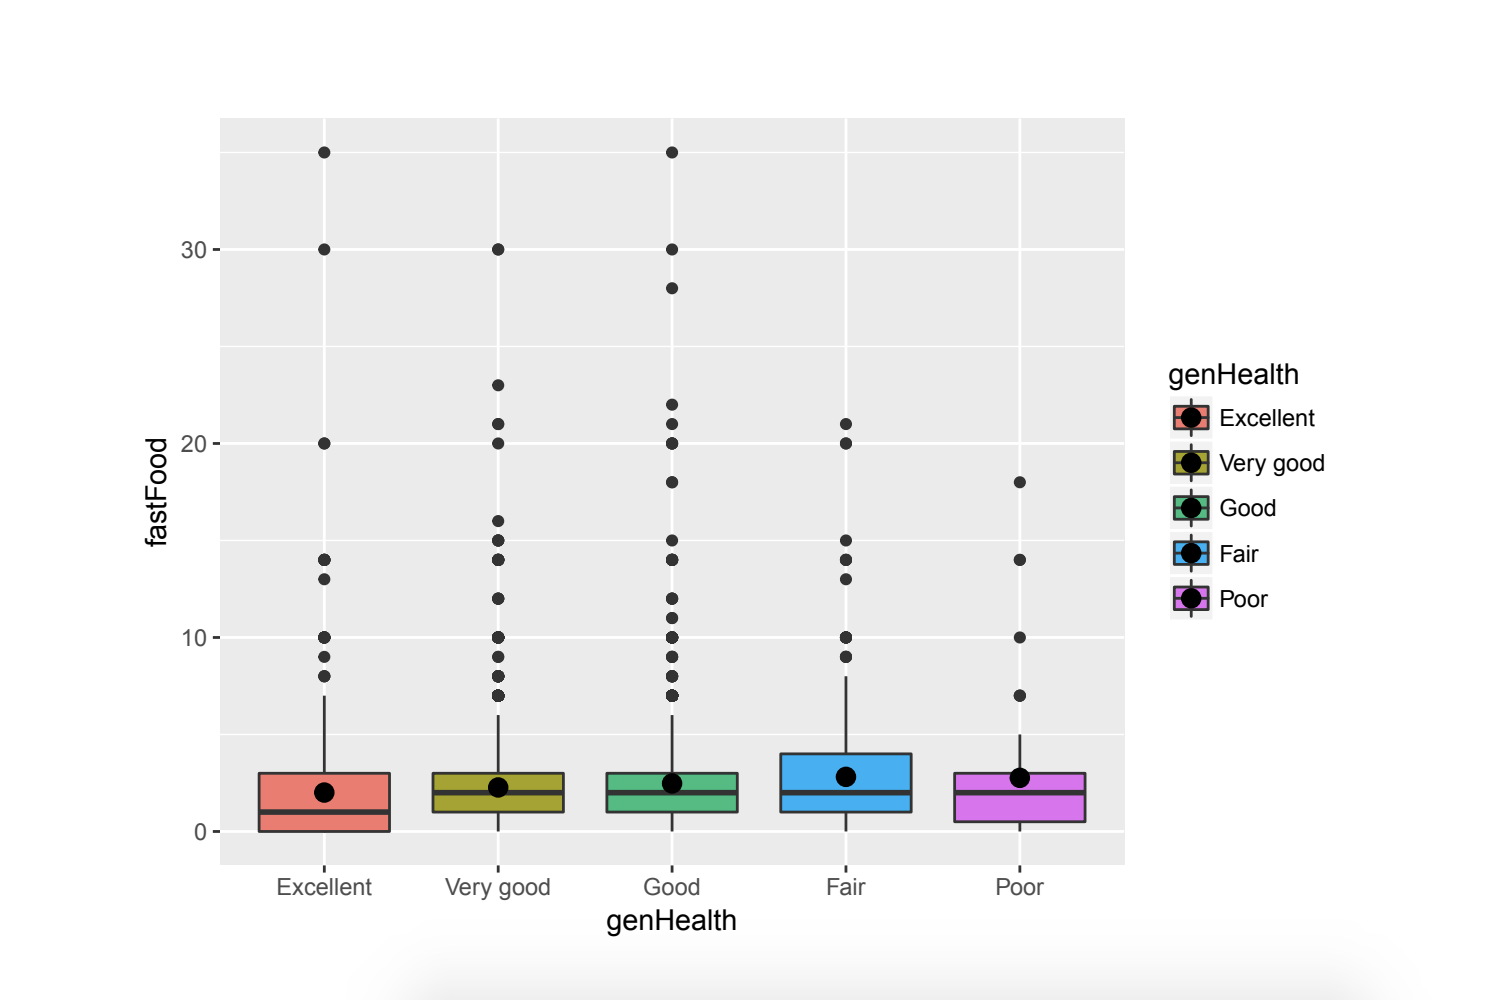 30
20
10
0
fastFood
Excellent
Very good
Good
Fair
Poor
genHealth
genHealth
Excellent
Very good
Good
Fair
Poor